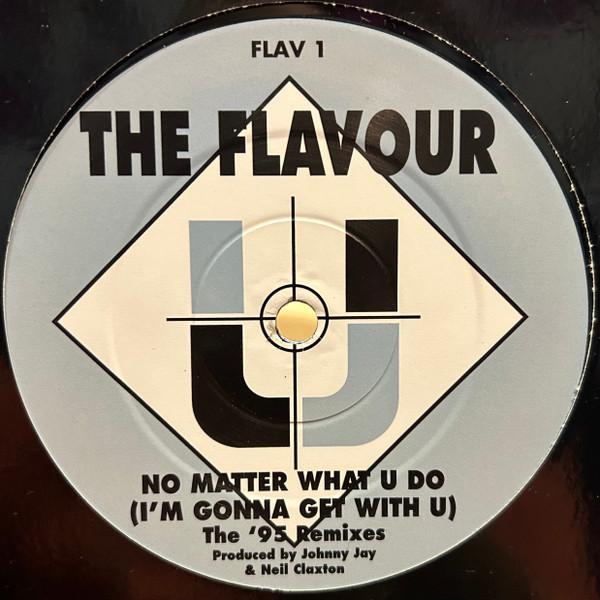 FLAV 1
THE FLAVOUR
U
NO MATTER WHAT U DO
(I'M GONNA GET WITH U)
The '95 Remixes
Produced by Johnny Jay
& Neil Claxton